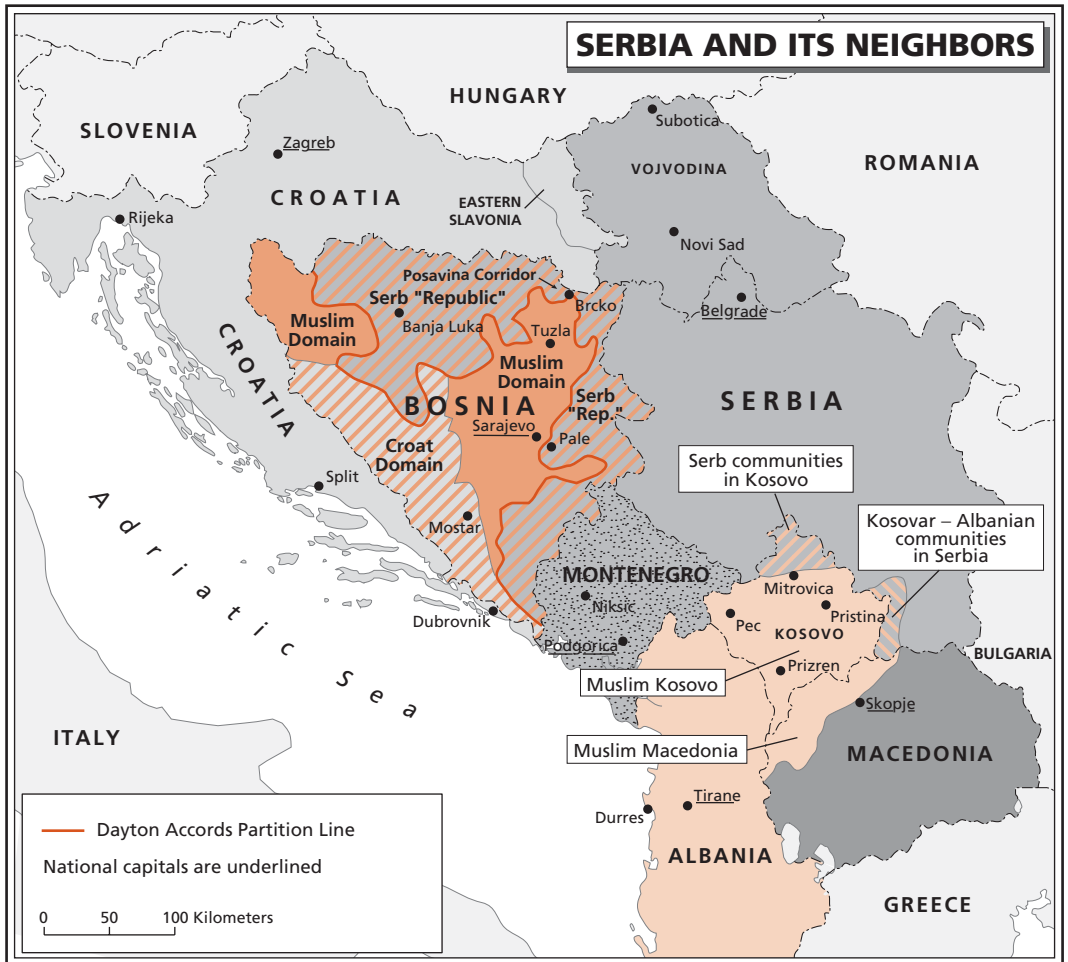 SERBIA AND ITS NEIGHBORS
HUNGARY
SLOVENIA
Zagreb
Subotica
ROMANIA
VOJVODINA
CROATIA
EASTERN
SLAVONIA
Rijeka
Novi Sad
Posavina Corridor
Serb "Republic"
Brcko
Belgrade
Banja Luka
Muslim
Domain
Tuzla
CROATIA
Muslim
Domain
BOSNIA
Serb
"Rep."
SERBIA
Sarajevo
Pale
Croat
Domain
Serb communities
in Kosovo
Split
Adriatic Sea
Mostar
Kosovar – Albanian
communities
in Serbia
MONTENEGRO
Mitrovica
Niksic
Pristina
Dubrovnik
Pec
KOSOVO
Podgorica
BULGARIA
Prizren
Muslim Kosovo
Skopje
ITALY
Muslim Macedonia
MACEDONIA
Tirane
Durres
ALBANIA
GREECE
Dayton Accords Partition Line
National capitals are underlined
0 50 100 Kilometers